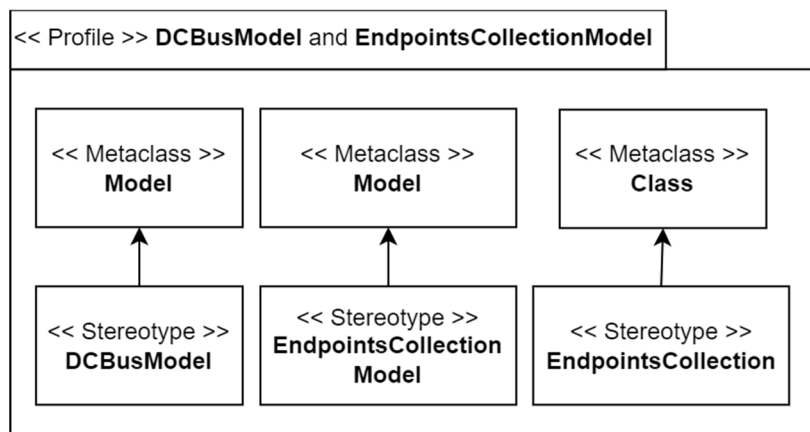 << Profile >> DCBusModel and EndpointsCollectionModel
<< Metaclass >>
Model
<< Metaclass >>
Model
<< Metaclass >>
Class
<< Stereotype >>
DCBusModel
<< Stereotype >>
EndpointsCollection
Model
<< Stereotype >>
EndpointsCollection